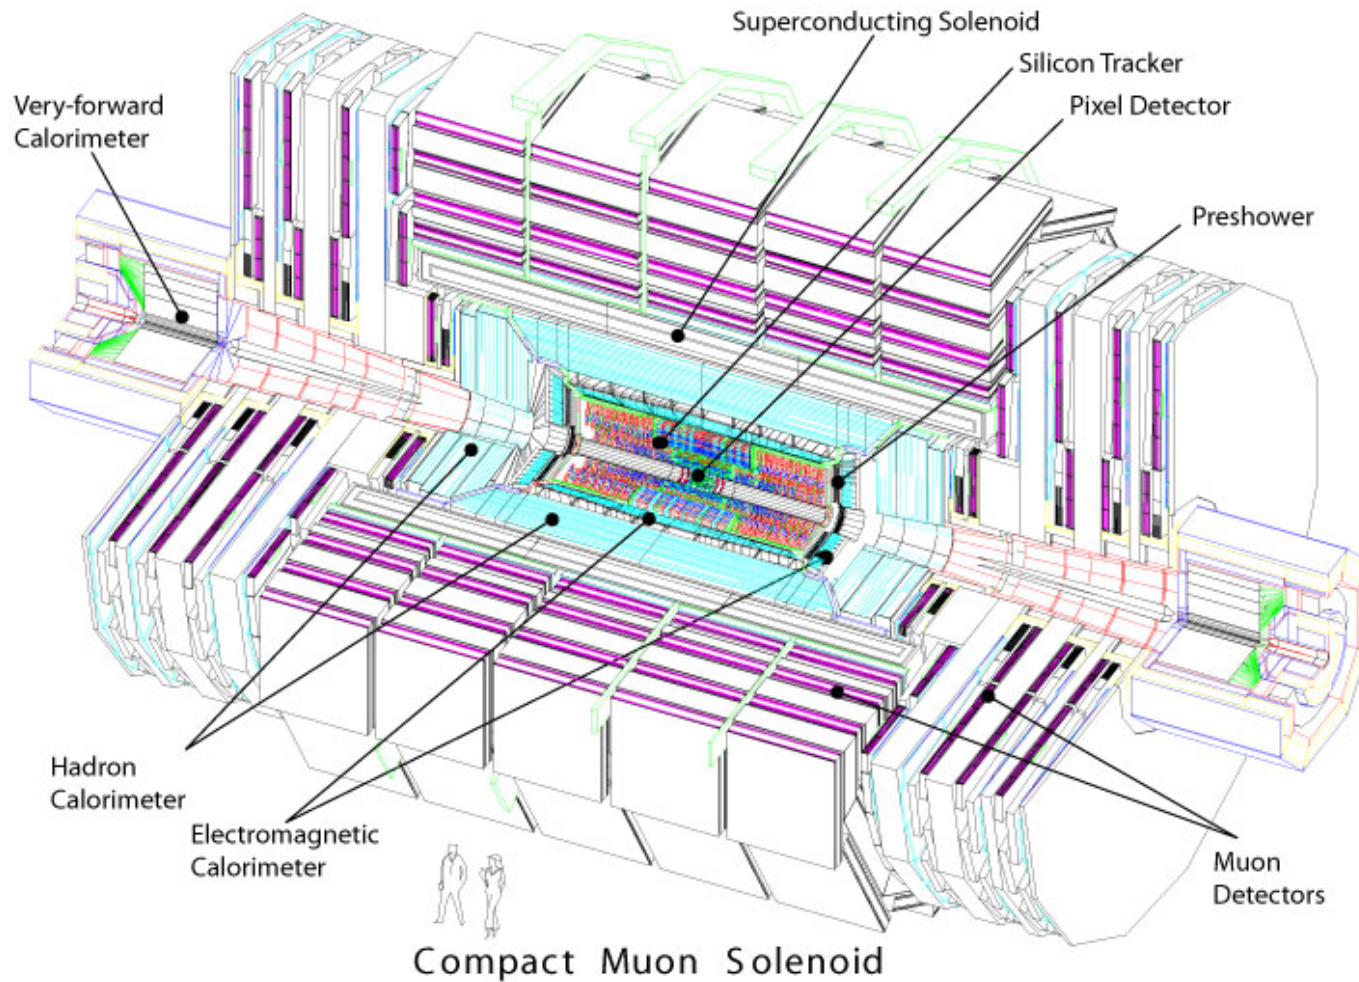 Superconducting Solenoid
Silicon Tracker
Pixel Detector
Very-forward
Calorimeter
Preshower
Hadron
Calorimeter
Electromagnetic
Calorimeter
Muon
Detectors
Compact Muon Solenoid